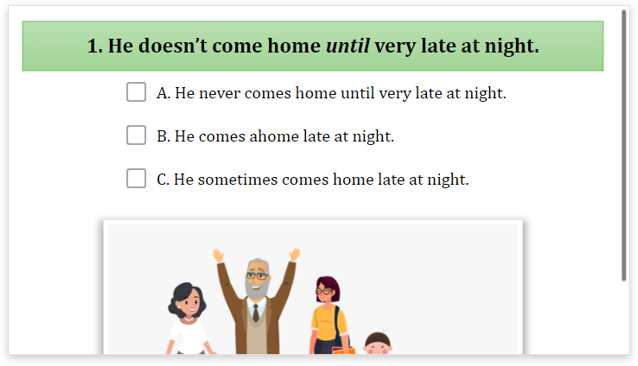 1. He doesn’t come home until very late at night.
A. He never comes home until very late at night.
B. He comes ahome late at night.
C. He sometimes comes home late at night.